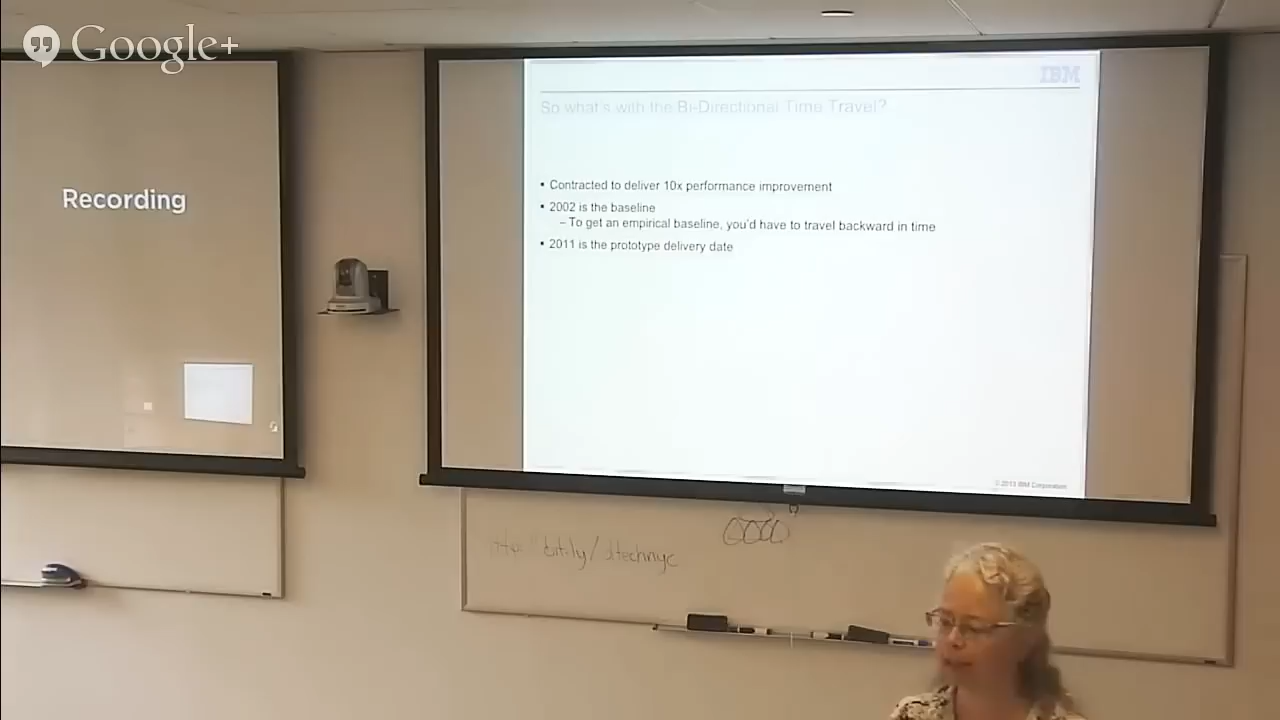 Google+
Recording
IBM
So what's with the Bi-Directional Time Travel?
• Contracted to deliver 10x performance improvement
• 2002 is the baseline
– To get an empirical baseline, you'd have to travel backward in time
• 2011 is the prototype delivery date
© 2013 IBM Corporation
bit.ly/dtechnyc